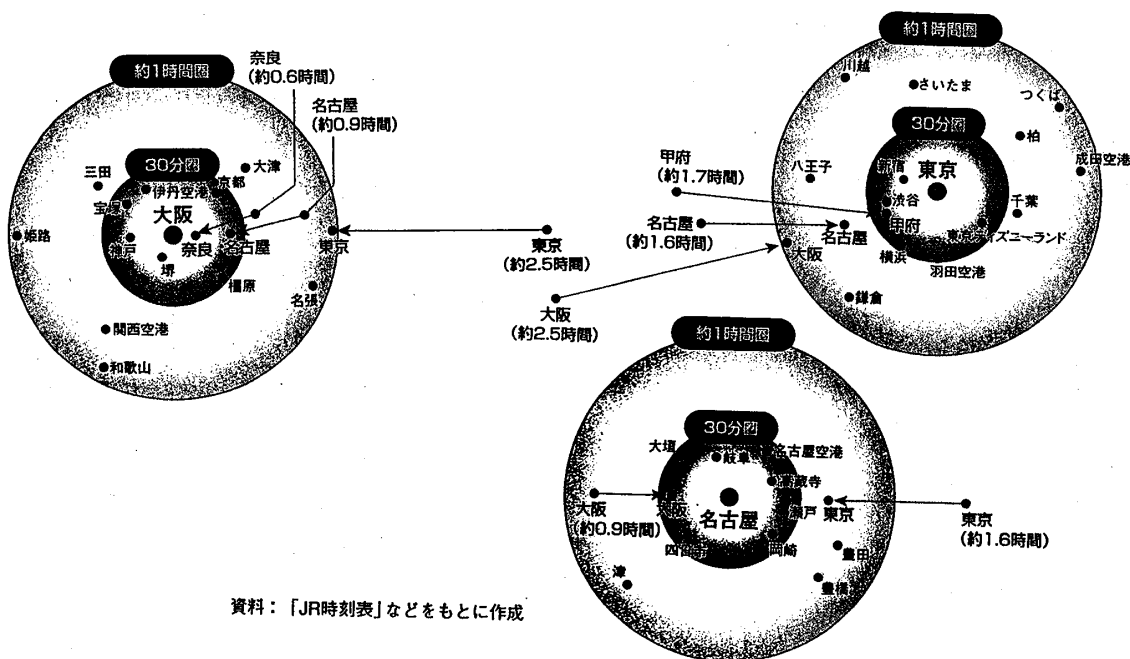 約1時間圏
奈良
(約0.6時間)
名古屋
(約0.9時間)
30分圏
大津
三田
伊丹空港
京都
宝塚
大阪
姫路
神戸
奈良
名古屋
東京
堺
橿原
名張
関西空港
和歌山
東京
(約2.5時間)
約1時間圏
川越
さいたま
つくば
30分圏
柏
甲府
(約1.7時間)
八王子
新宿
東京
成田空港
渋谷
千葉
名古屋
(約1.6時間)
名古屋
甲府
東京ディズニーランド
大阪
横浜
羽田空港
鎌倉
大阪
(約2.5時間)
約1時間圏
30分圏
大垣
岐阜
名古屋空港
高蔵寺
大阪
(約0.9時間)
大阪
名古屋
瀬戸
東京
東京
(約1.6時間)
岡崎
豊田
豊橋
津
資料：「JR時刻表」などをもとに作成